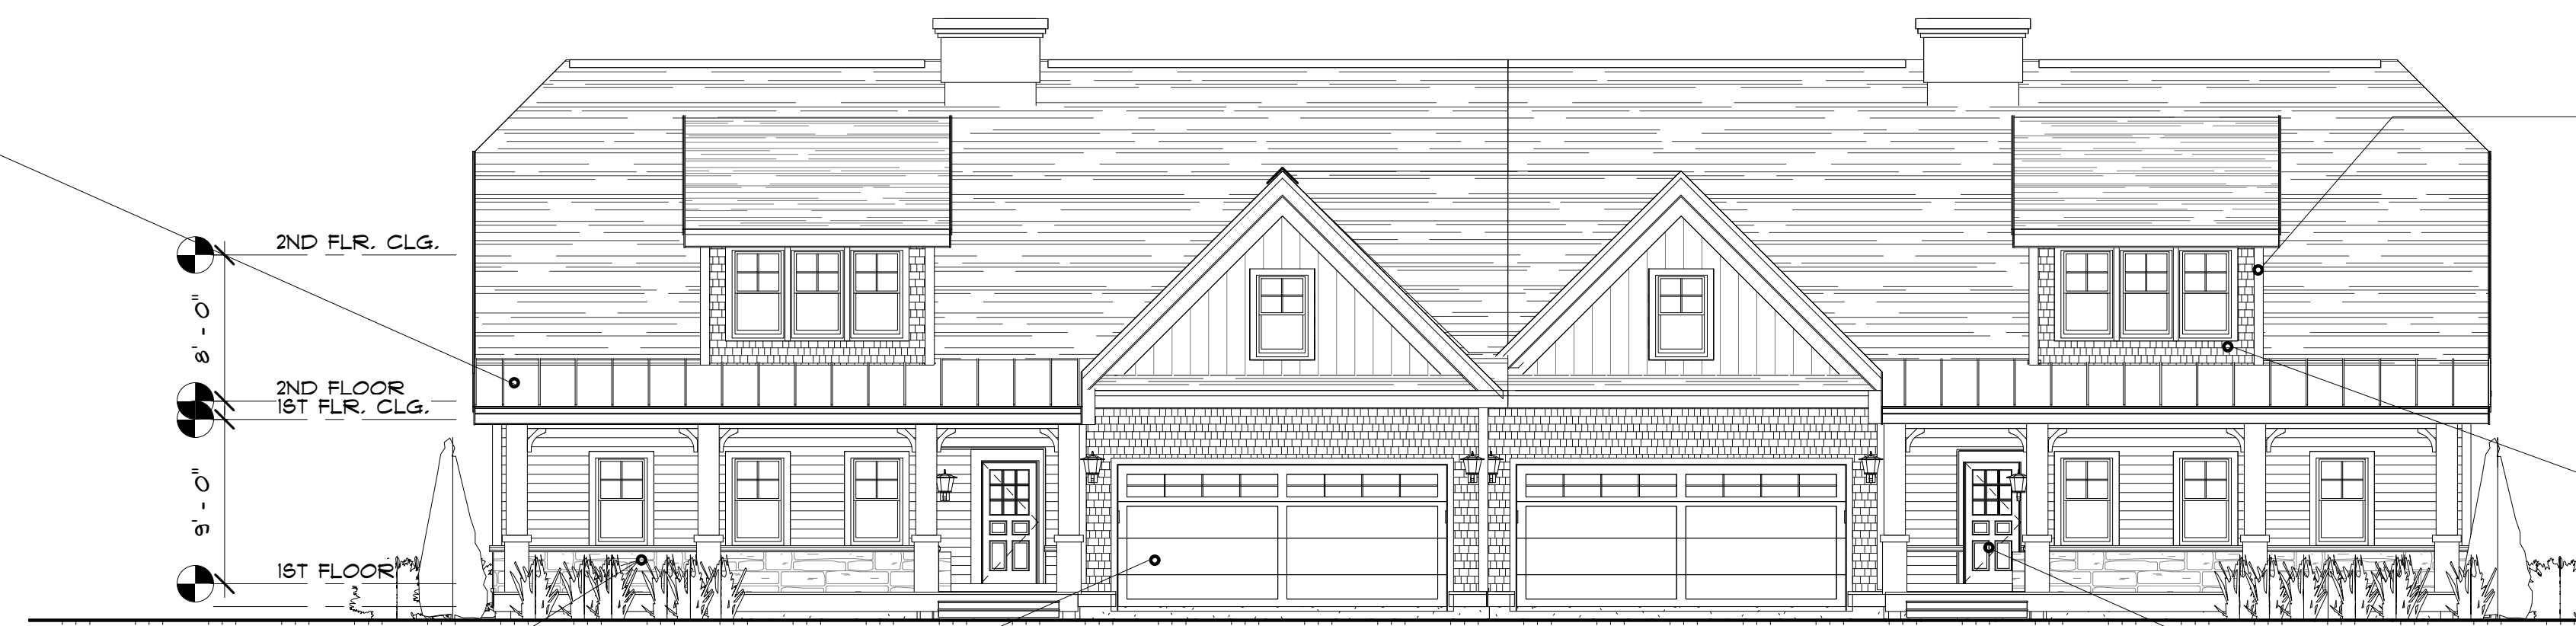 2ND FLR. CLG.
8'-0"
2ND FLOOR
1ST FLR. CLG.
9'-0"
1ST FLOOR